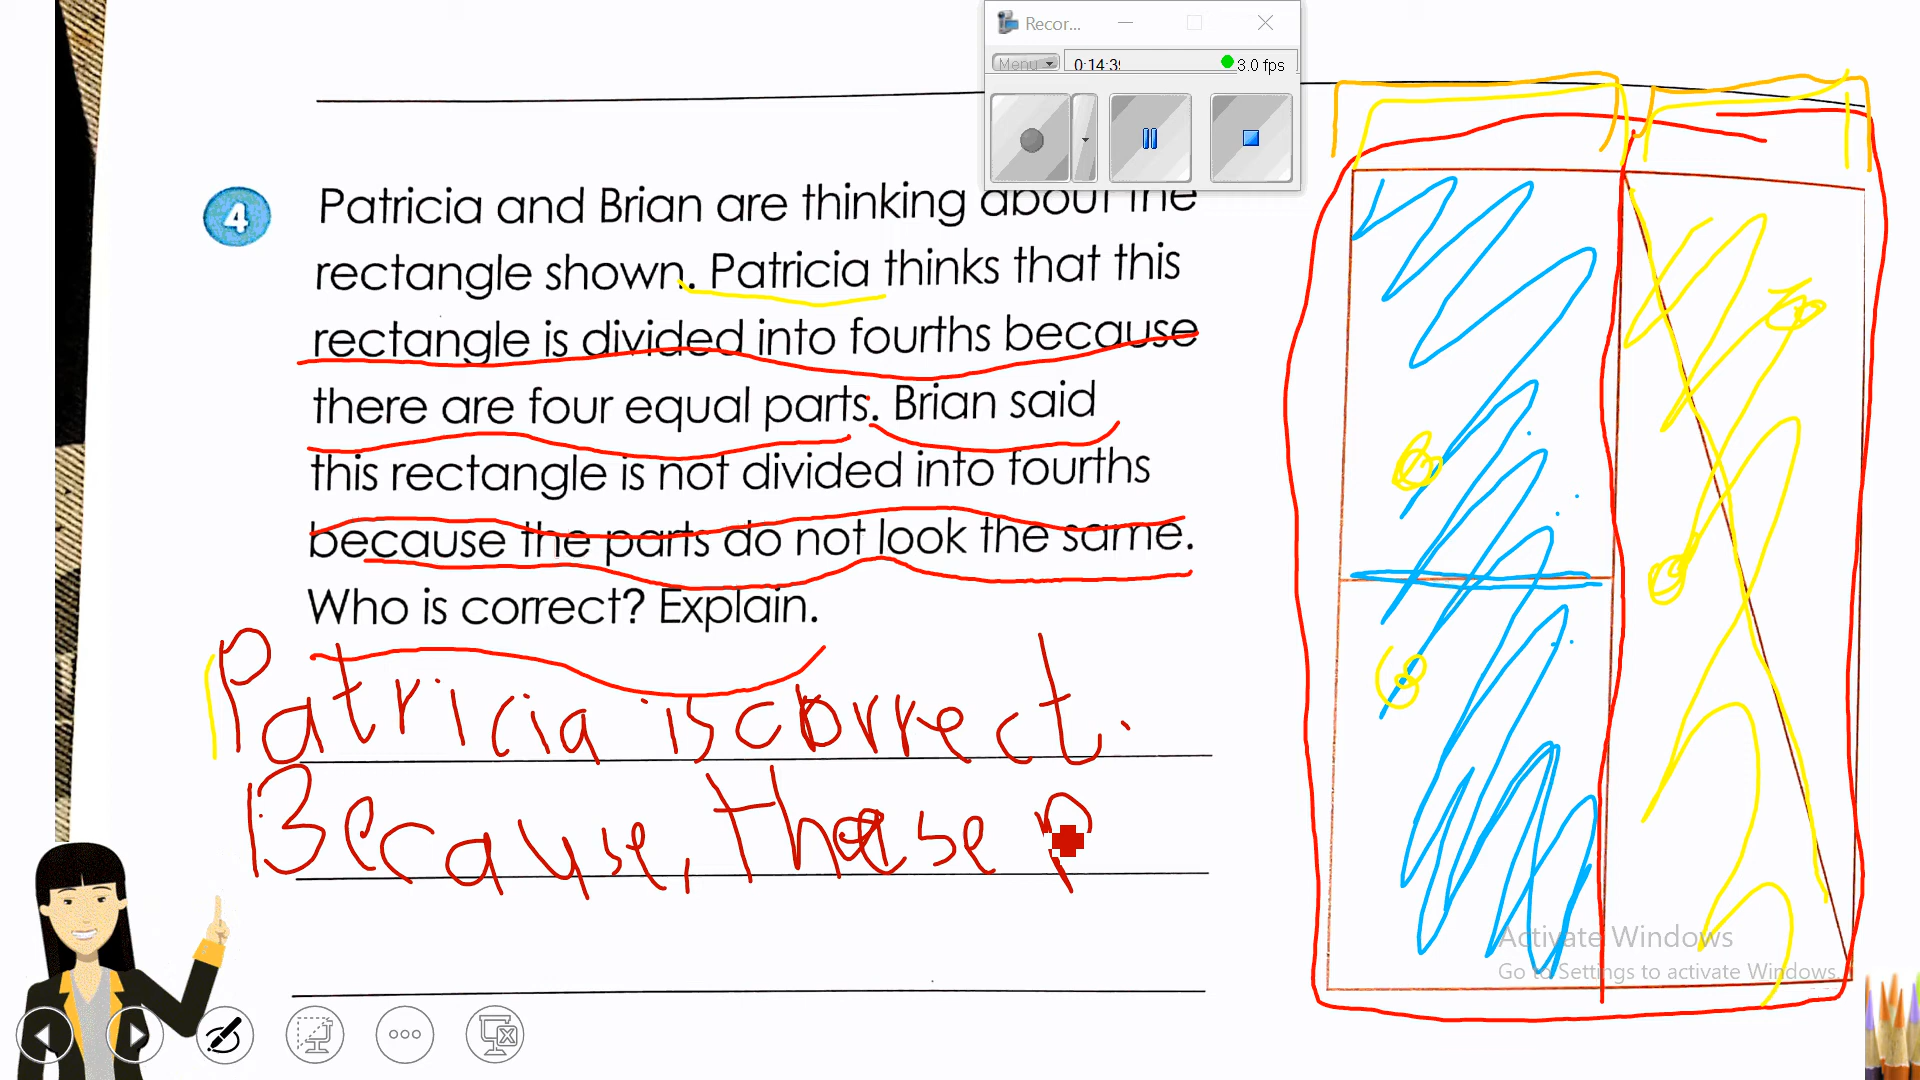 Recor...
Menu
0:14:39
3.0 fps
4
Patricia and Brian are thinking about the
rectangle shown. Patricia thinks that this
rectangle is divided into fourths because
there are four equal parts. Brian said
this rectangle is not divided into fourths
because the parts do not look the same.
Who is correct? Explain.
Patricia is correct.
Because, these p
Activate Windows
Go to Settings to activate Windows.